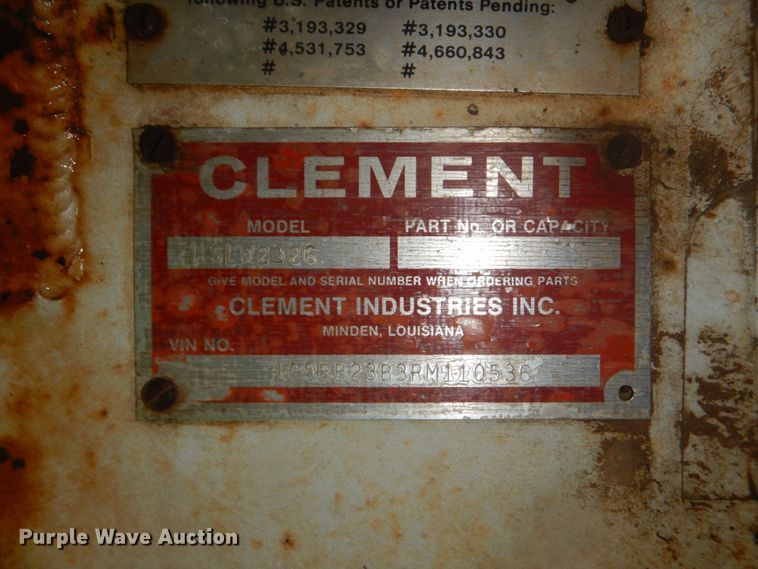 following U.S. Patents or Patents Pending:
#3,193,329 #3,193,330
#4,531,753 #4,660,843
# #
CLEMENT
MODEL PART No. OR CAPACITY
HSLW2326
GIVE MODEL AND SERIAL NUMBER WHEN ORDERING PARTS
CLEMENT INDUSTRIES INC.
MINDEN, LOUISIANA
VIN NO.
1C9BB23B3RM110536
Purple Wave Auction